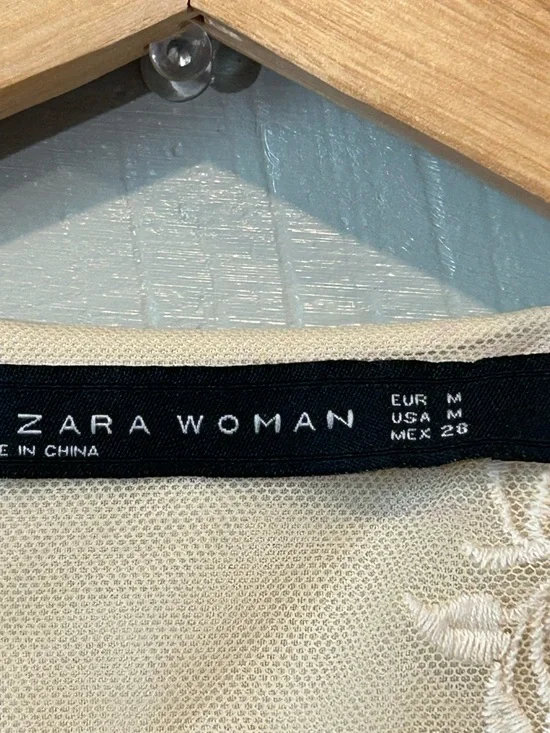 ZARA WOMAN
E IN CHINA
EUR M
USA M
MEX 28